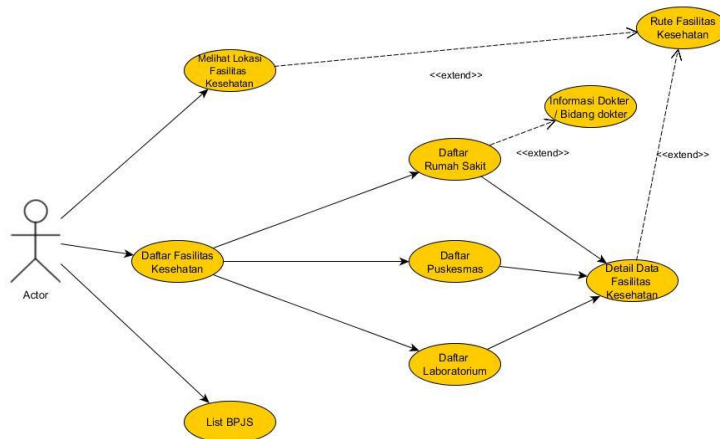 Rute Fasilitas
Kesehatan
Melihat Lokasi
Fasilitas
Kesehatan
<<extend>>
Informasi Dokter
/ Bidang dokter
Daftar
Rumah Sakit
<<extend>>
<<extend>>
Daftar Fasilitas
Kesehatan
Daftar
Puskesmas
Detail Data
Fasilitas
Kesehatan
Actor
Daftar
Laboratorium
List BPJS